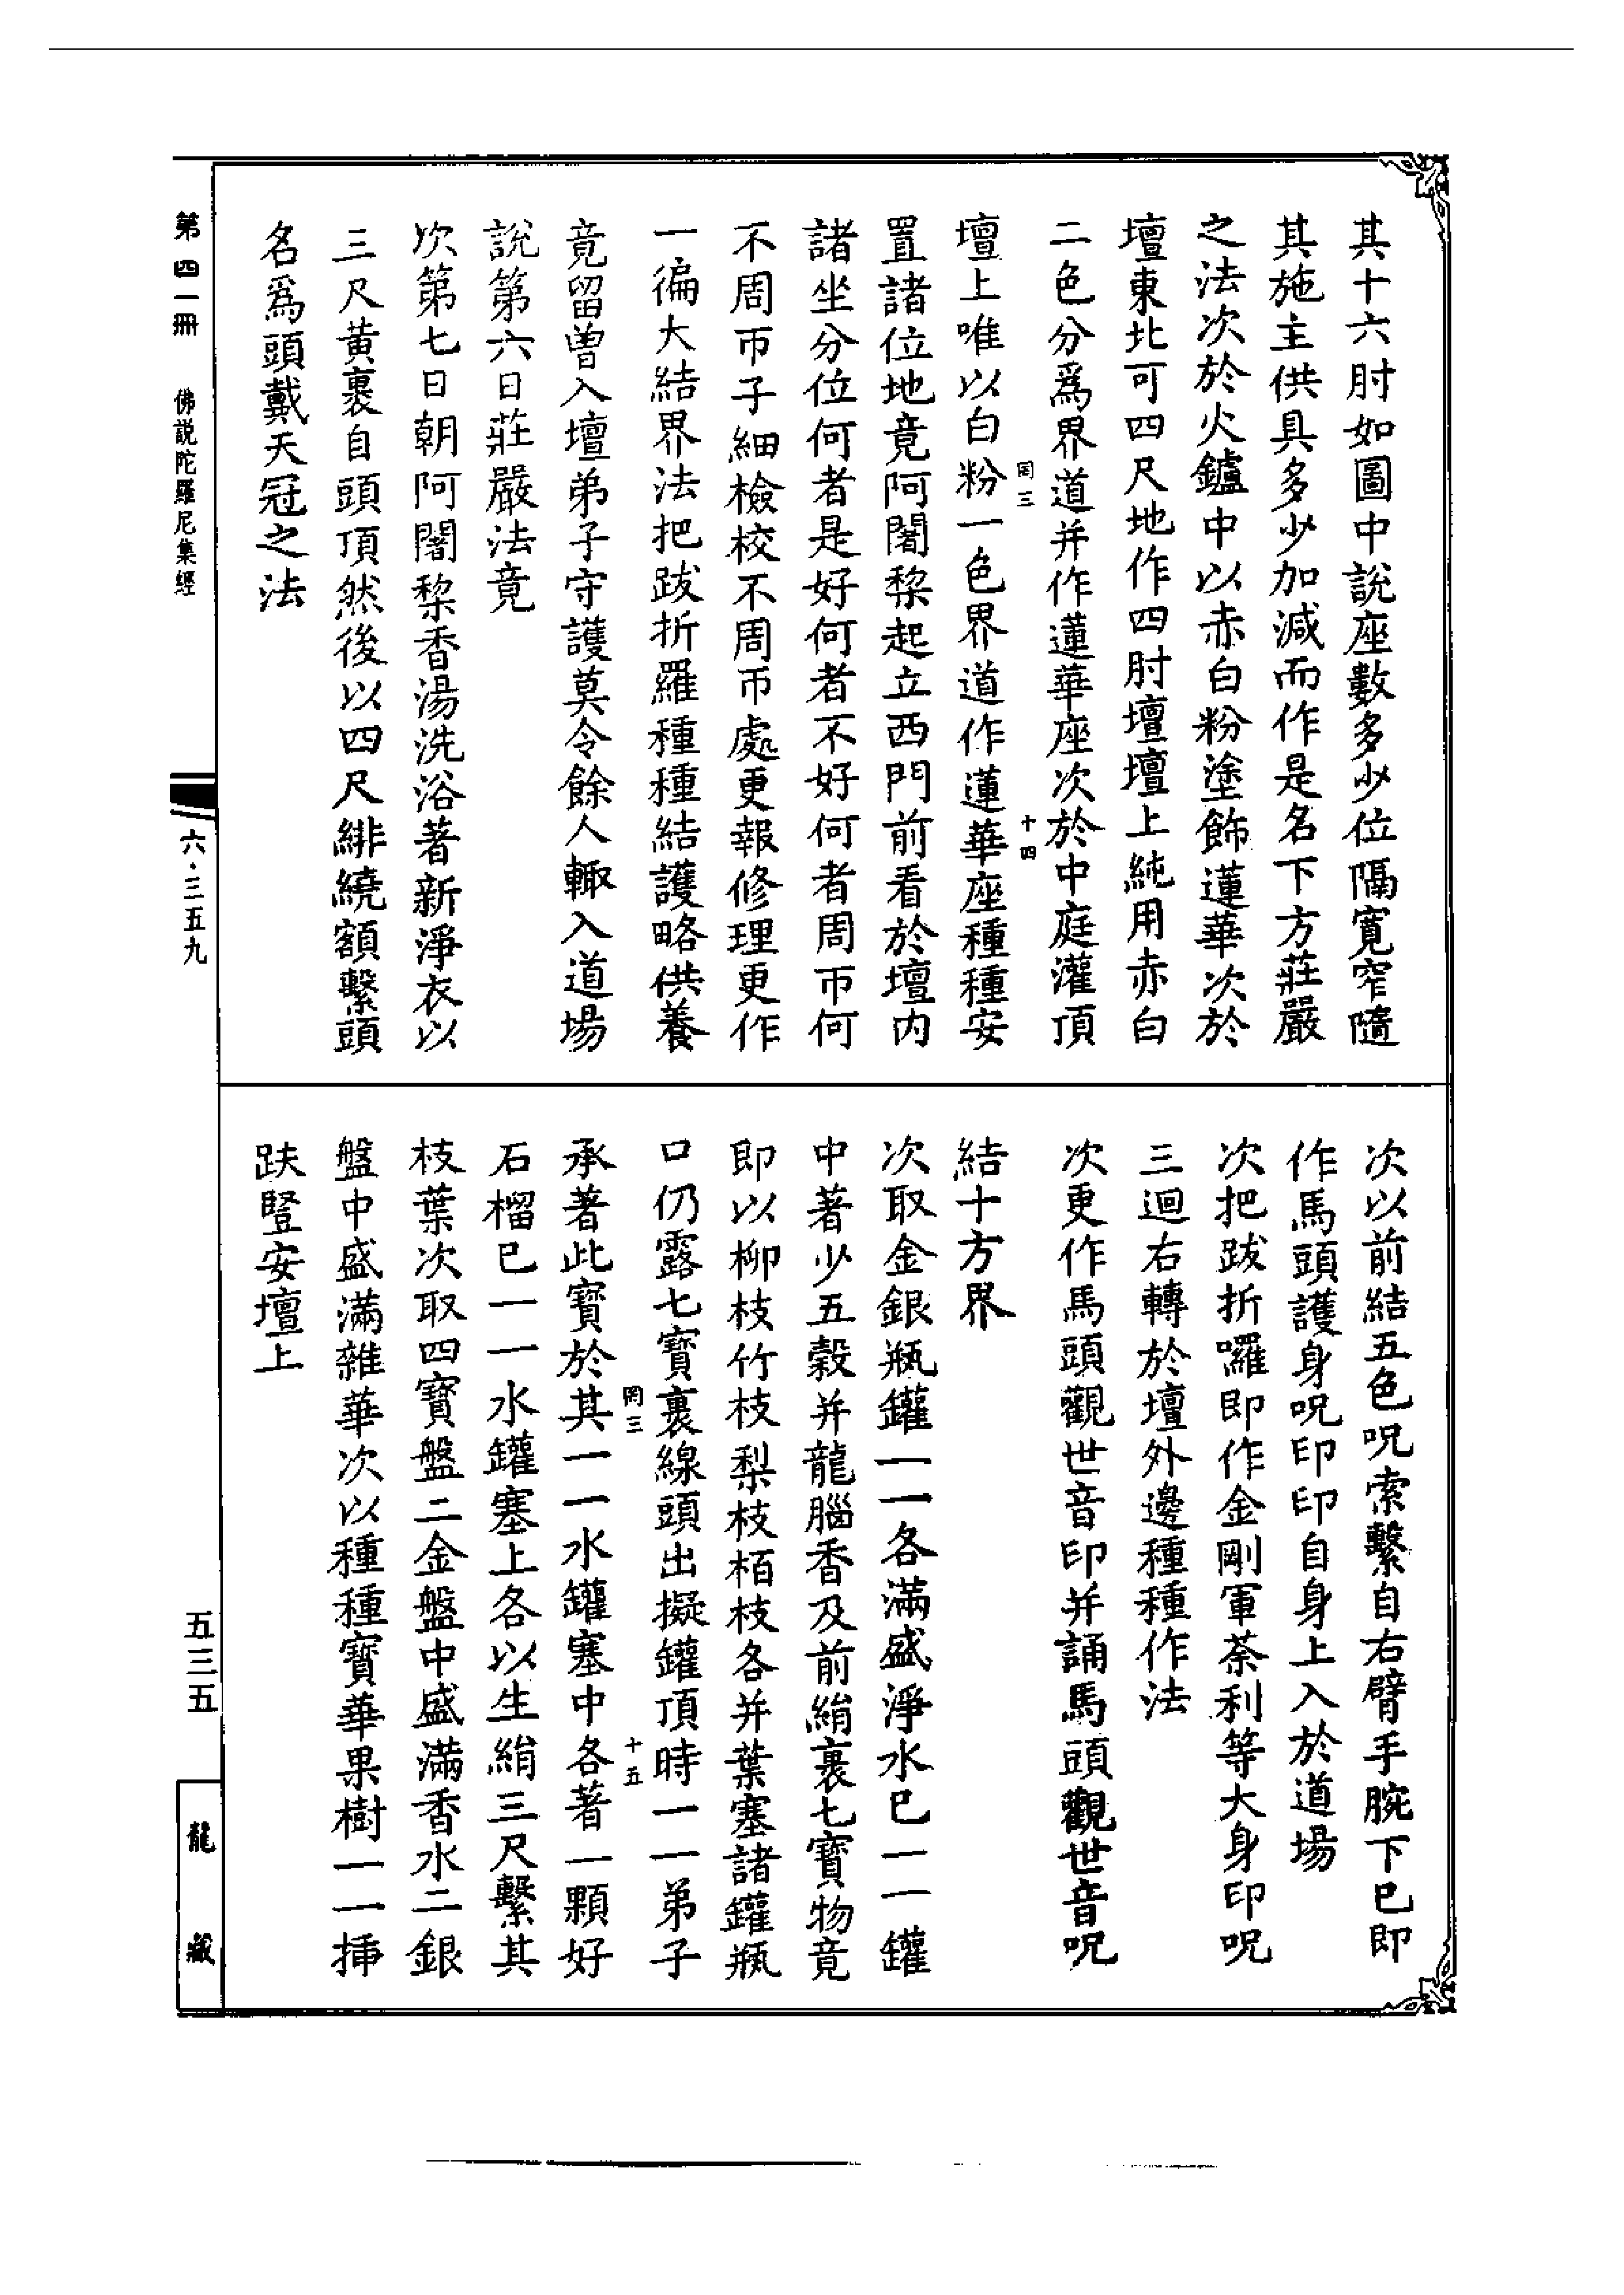 其十六肘如圖中說座數多少位隔寬窄隨
其施主供具多少加減而作是名下方莊嚴
之法次於火鑪中以赤白粉塗飾蓮華次於
壇東北可四尺地作四肘壇壇上純用赤白
二色分爲界道并作蓮華座次於中庭灌頂
罔三
十四
壇上唯以白粉一色界道作蓮華座種種安
置諸位地竟阿闍棃起立西門前看於壇内
諸坐分位何者是好何者不好何者周帀何
不周帀子細檢校不周帀處更報修理更作
一徧大結界法把跋折羅種種結護略供養
竟留曾入壇弟子守護莫令餘人輙入道場
說第六日莊嚴法竟
次第七日朝阿闍棃香湯洗浴著新淨衣以
三尺黃裹自頭頂然後以四尺緋繞額繫頭
名爲頭戴天冠之法
次以前結五色呪索繫自右臂手腕下巳即
作馬頭護身呪印印自身上入於道場
次把跋折囉即作金剛軍荼利等大身印呪
三迴右轉於壇外邊種種作法
次更作馬頭觀世音印并誦馬頭觀世音呪
結十方界
次取金銀瓶罐一一各滿盛淨水巳一一罐
中著少五穀并龍腦香及前絹裹七寶物竟
即以柳枝竹枝梨枝栢枝各并葉塞諸罐瓶
口仍露七寶裹線頭出擬罐頂時一一弟子
罔三
十五
承著此寶於其一一水罐塞中各著一顆好
石榴巳一一水罐塞上各以生絹三尺繫其
枝葉次取四寶盤二金盤中盛滿香水二銀
盤中盛滿雜華次以種種寶華果樹一一揷
趺豎安壇上
第四一冊
佛説陀羅尼集經
六·三五九
五三五
龍藏